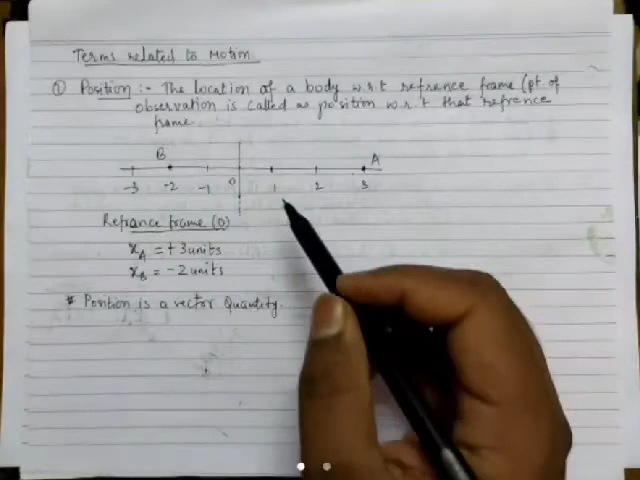 Terms related to Motion
① Position :- The location of a body w.r.t refrence frame (pt. of
observation is called as position w.r.t that refrence
frame.
B A
-3 -2 -1 0 1 2 3
Refrance frame (0)
xA = +3 units
xB = -2 units
* Position is a vector Quantity.